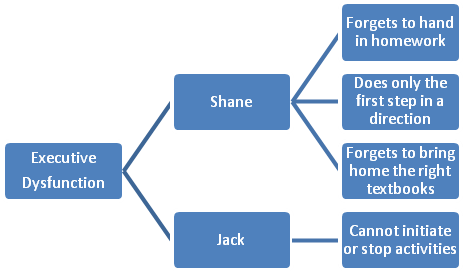 Executive
Dysfunction
Shane
Forgets to hand
in homework
Does only the
first step in a
direction
Forgets to bring
home the right
textbooks
Jack
Cannot initiate
or stop activities